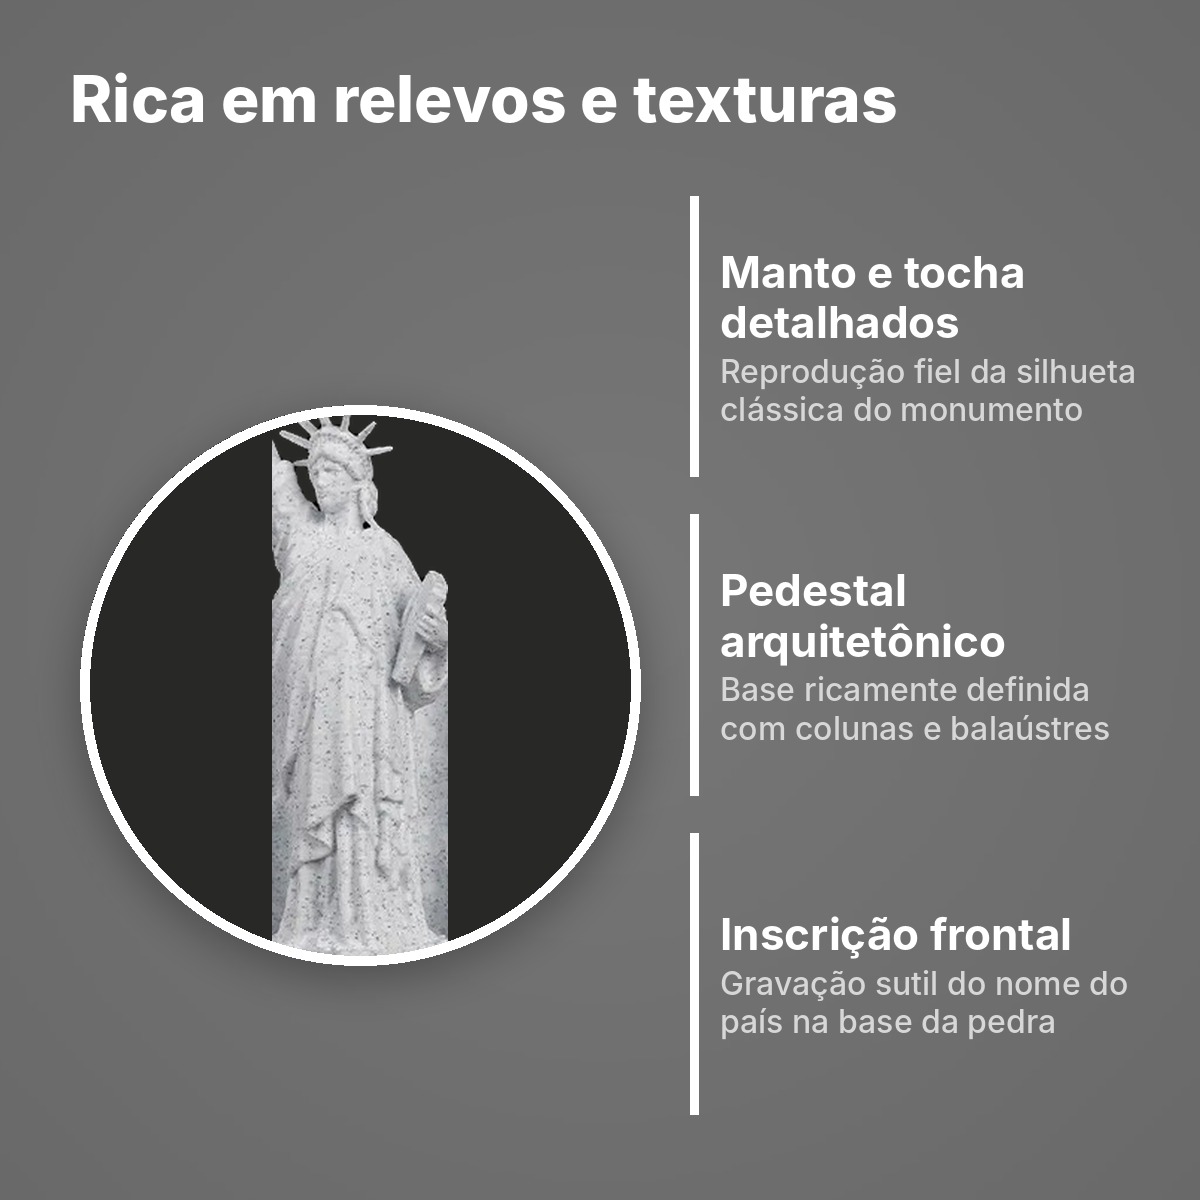 Rica em relevos e texturas
Manto e tocha
detalhados
Reprodução fiel da silhueta
clássica do monumento
Pedestal
arquitetônico
Base ricamente definida
com colunas e balaústres
Inscrição frontal
Gravação sutil do nome do
país na base da pedra